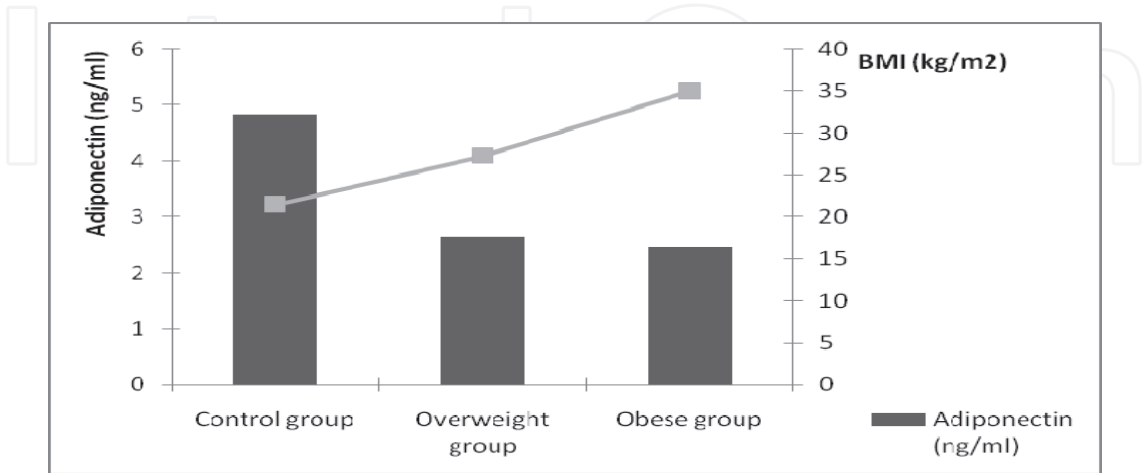 Adiponectin (ng/ml)
6
5
4
3
2
1
0
40
35
30
25
20
15
10
5
0
BMI (kg/m2)
Control group
Overweight
group
Obese group
Adiponectin
(ng/ml)